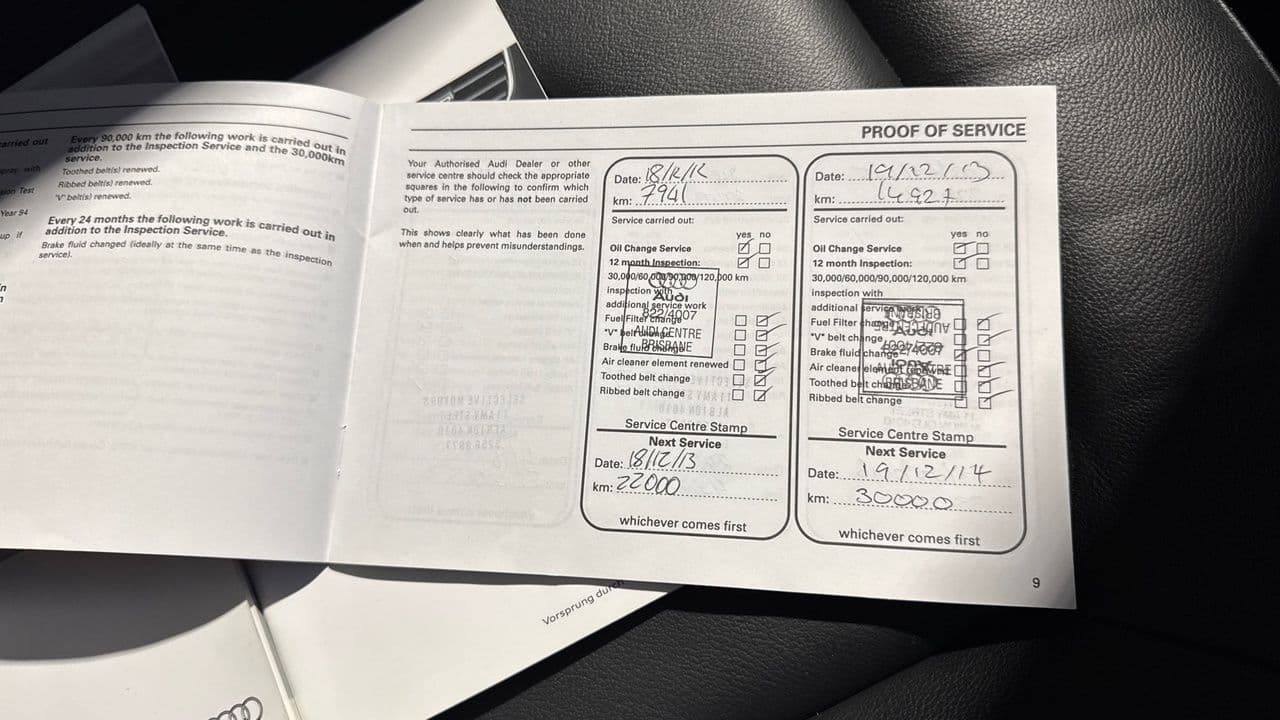 carried out
Every 90,000 km the following work is carried out in
addition to the Inspection Service and the 30,000km
service.
Toothed belt(s) renewed.
Ribbed belt(s) renewed.
"V" belt(s) renewed.
Every 24 months the following work is carried out in
addition to the Inspection Service.
Brake fluid changed (ideally at the same time as the inspection
service).
Year 94
up if
PROOF OF SERVICE
Your Authorised Audi Dealer or other
service centre should check the appropriate
squares in the following to confirm which
type of service has or has not been carried
out.
This shows clearly what has been done
when and helps prevent misunderstandings.
Date: 18/12/12
km: 7941
Service carried out:
yes no
Oil Change Service
12 month Inspection:
30,000/60,000/90,000/120,000 km
inspection with
additional service work
Fuel Filter change
"V" belt change
Brake fluid change
Air cleaner element renewed
Toothed belt change
Ribbed belt change
Audi
822/4007
AUDI CENTRE
BRISBANE
Service Centre Stamp
Next Service
Date: 18/12/13
km: 22000
whichever comes first
Date: 19/12/13
km: 14927
Service carried out:
yes no
Oil Change Service
12 month Inspection:
30,000/60,000/90,000/120,000 km
inspection with
additional service work
Fuel Filter change
"V" belt change
Brake fluid change
Air cleaner element renewed
Toothed belt change
Ribbed belt change
Service Centre Stamp
Next Service
Date: 19/12/14
km: 30000
whichever comes first
9
Vorsprung